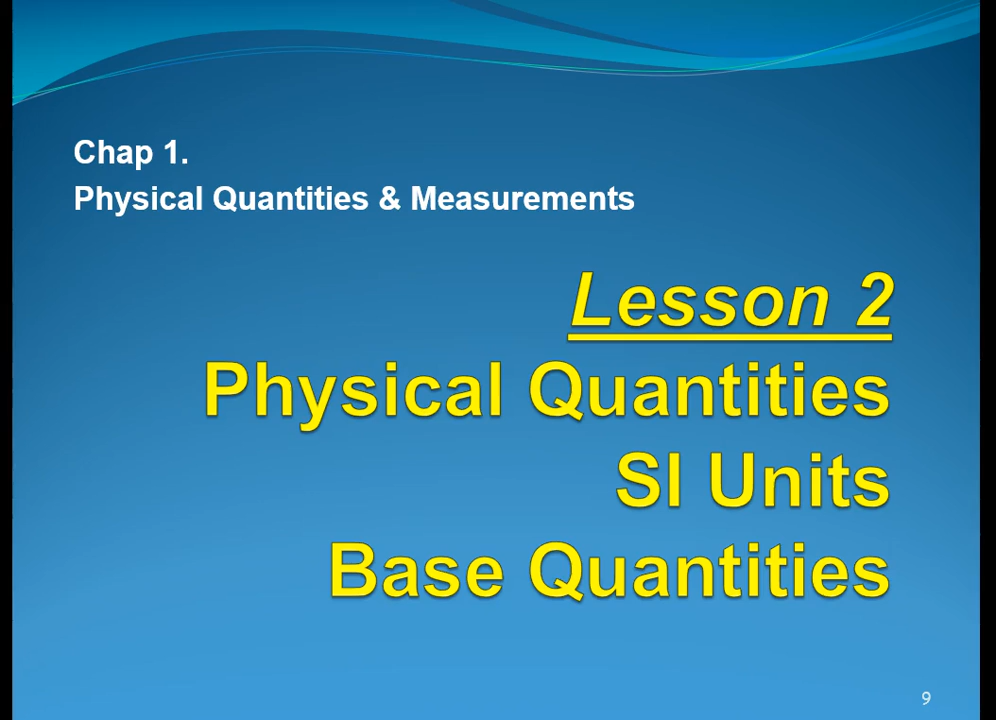 Chap 1.
Physical Quantities & Measurements
Lesson 2
Physical Quantities
SI Units
Base Quantities
9